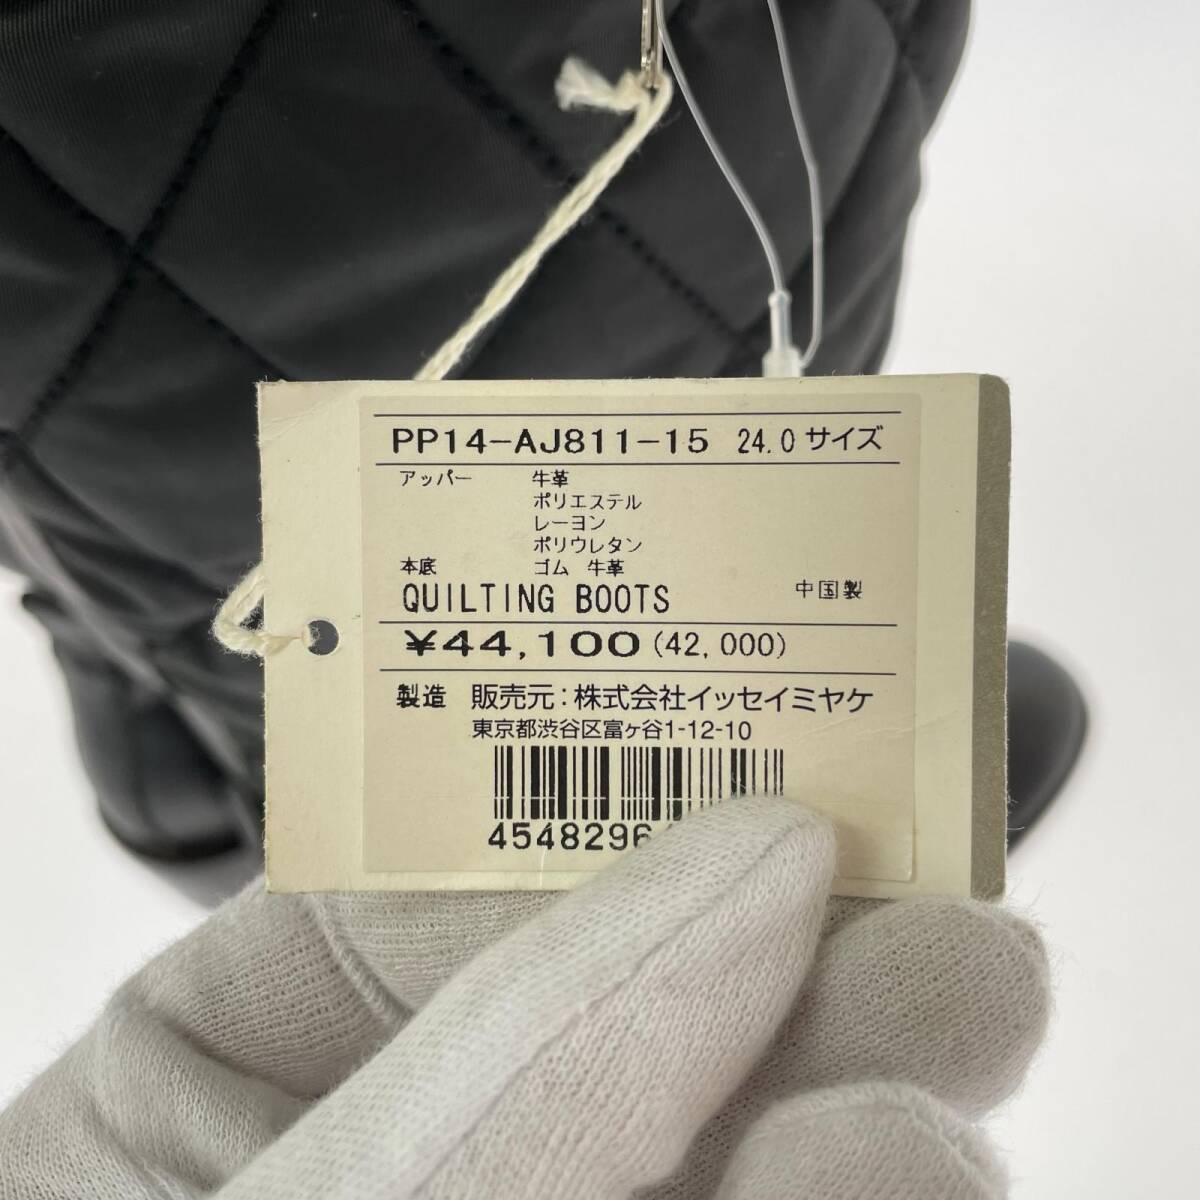 PP14-AJ811-15 24.0 サイズ
アッパー 牛革
ポリエステル
レーヨン
ポリウレタン
本底 ゴム 牛革
QUILTING BOOTS 中国製
¥44,100(42,000)
製造 販売元:株式会社イッセイミヤケ
東京都渋谷区富ヶ谷1-12-10
4548296